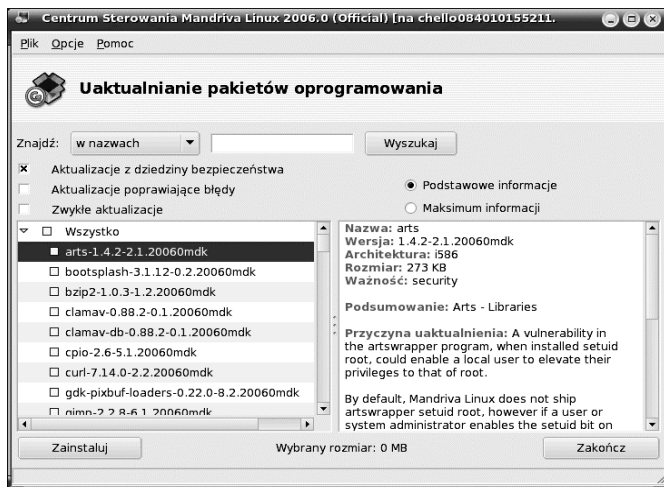 Centrum Sterowania Mandriva Linux 2006.0 (Official) [na chello084010155211.
Plik Opcje Pomoc
Uaktualnianie pakietów oprogramowania
Znajdź: w nazwach Wyszukaj
Aktualizacje z dziedziny bezpieczeństwa
Aktualizacje poprawiające błędy
Zwykłe aktualizacje
Podstawowe informacje
Maksimum informacji
Wszystko
arts-1.4.2-2.1.20060mdk
bootsplash-3.1.12-0.2.20060mdk
bzip2-1.0.3-1.2.20060mdk
clamav-0.88.2-0.1.20060mdk
clamav-db-0.88.2-0.1.20060mdk
cpio-2.6-5.1.20060mdk
curl-7.14.0-2.2.20060mdk
gdk-pixbuf-loaders-0.22.0-8.2.20060mdk
gimp-2.2.8-6.1.20060mdk
Nazwa: arts
Wersja: 1.4.2-2.1.20060mdk
Architektura: i586
Rozmiar: 273 KB
Ważność: security
Podsumowanie: Arts - Libraries
Przyczyna uaktualnienia: A vulnerability in
the artswrapper program, when installed setuid
root, could enable a local user to elevate their
privileges to that of root.
By default, Mandriva Linux does not ship
artswrapper setuid root, however if a user or
system administrator enables the setuid bit on
Zainstaluj Wybrany rozmiar: 0 MB Zakończ